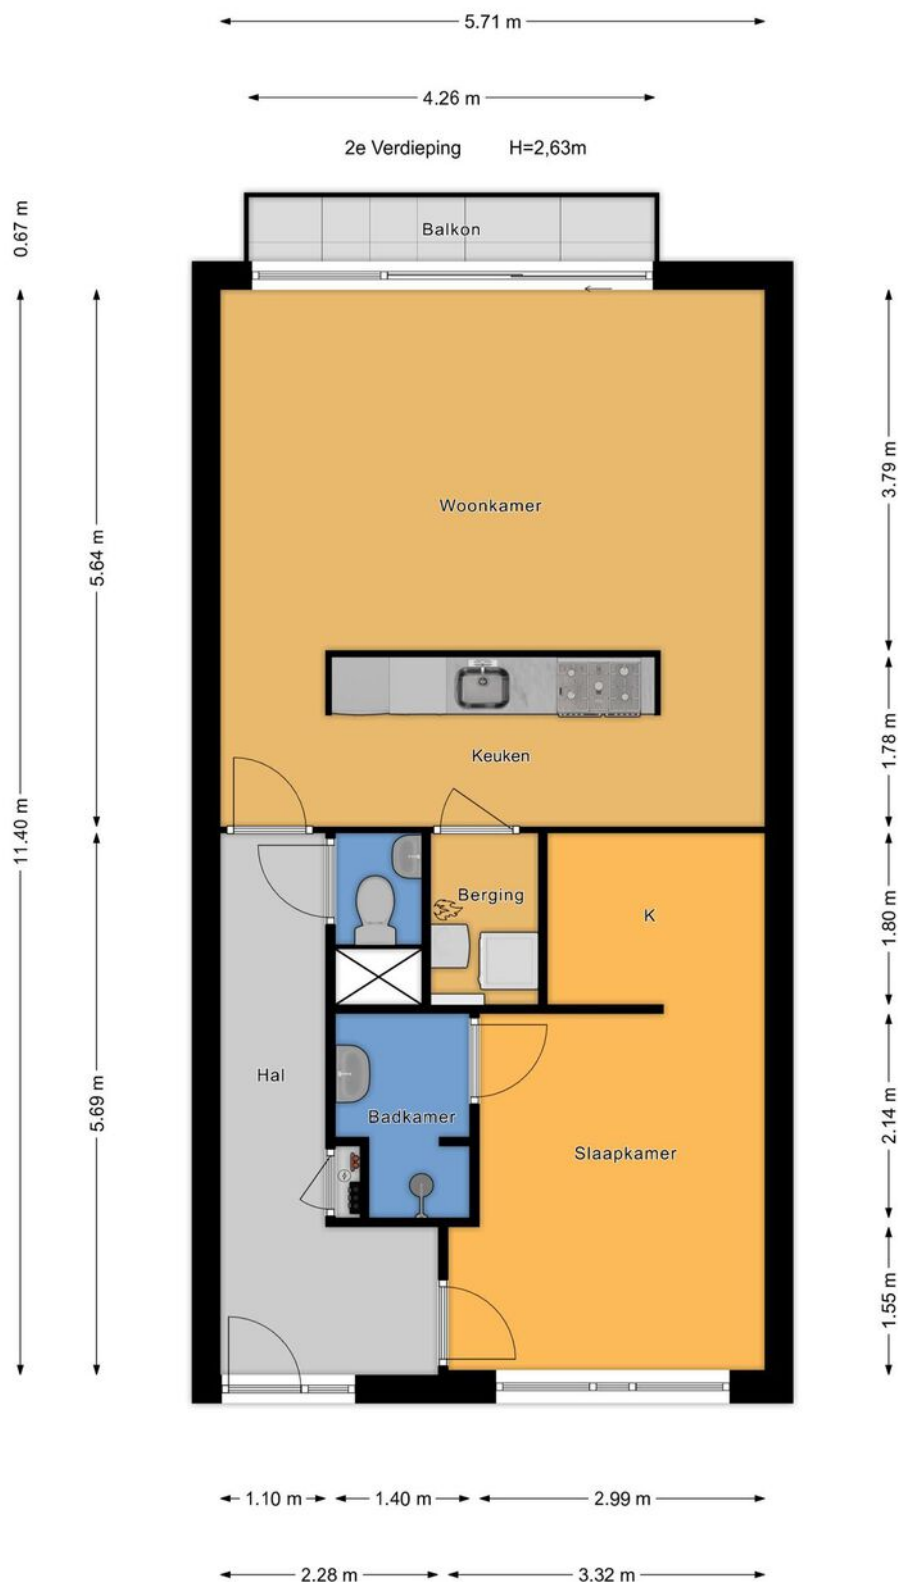 5.71 m
4.26 m
2e Verdieping H=2,63m
0.67 m
Balkon
3.79 m
Woonkamer
5.64 m
1.78 m
Keuken
11.40 m
Berging
K
1.80 m
Hal
5.69 m
Badkamer
2.14 m
Slaapkamer
1.55 m
1.10 m 1.40 m 2.99 m
2.28 m 3.32 m